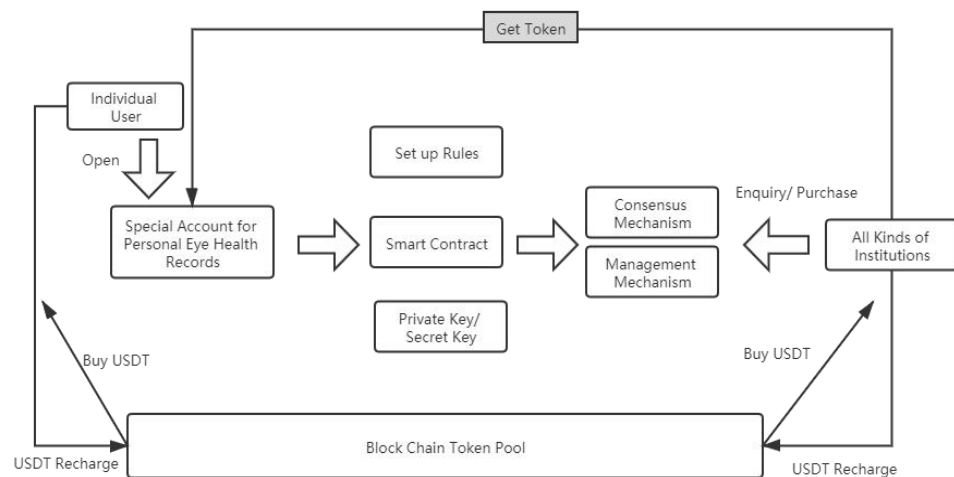 Get Token
Individual
User
Open
Set up Rules
Enquiry/ Purchase
Special Account for
Personal Eye Health
Records
Smart Contract
Consensus
Mechanism
Management
Mechanism
All Kinds of
Institutions
Private Key/
Secret Key
Buy USDT
Buy USDT
Block Chain Token Pool
USDT Recharge
USDT Recharge